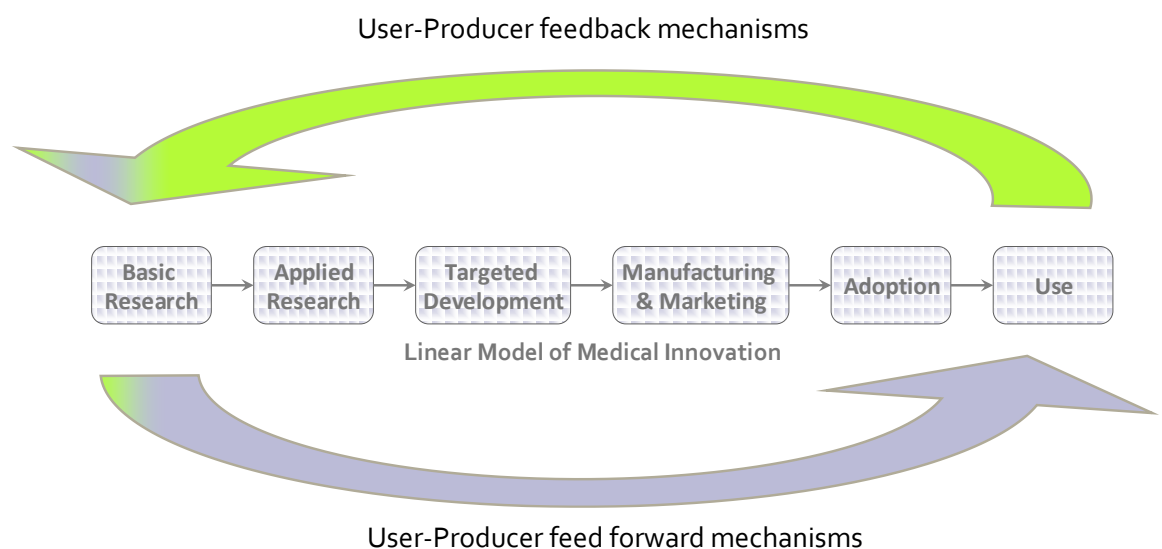 User-Producer feedback mechanisms
Basic
Research
Applied
Research
Targeted
Development
Manufacturing
& Marketing
Adoption
Use
Linear Model of Medical Innovation
User-Producer feed forward mechanisms